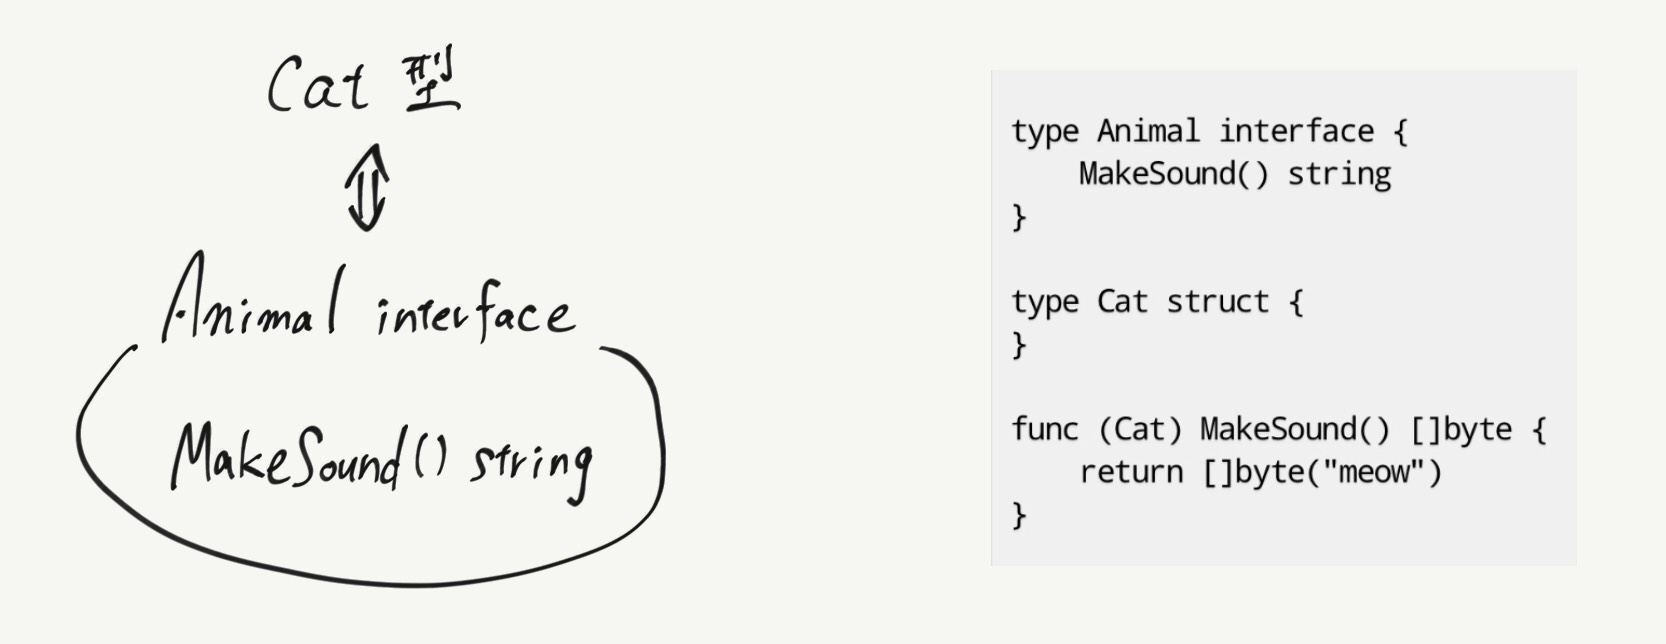 Cat 型
Animal interface
MakeSound() string
type Animal interface {
    MakeSound() string
}
type Cat struct {
}
func (Cat) MakeSound() []byte {
    return []byte("meow")
}